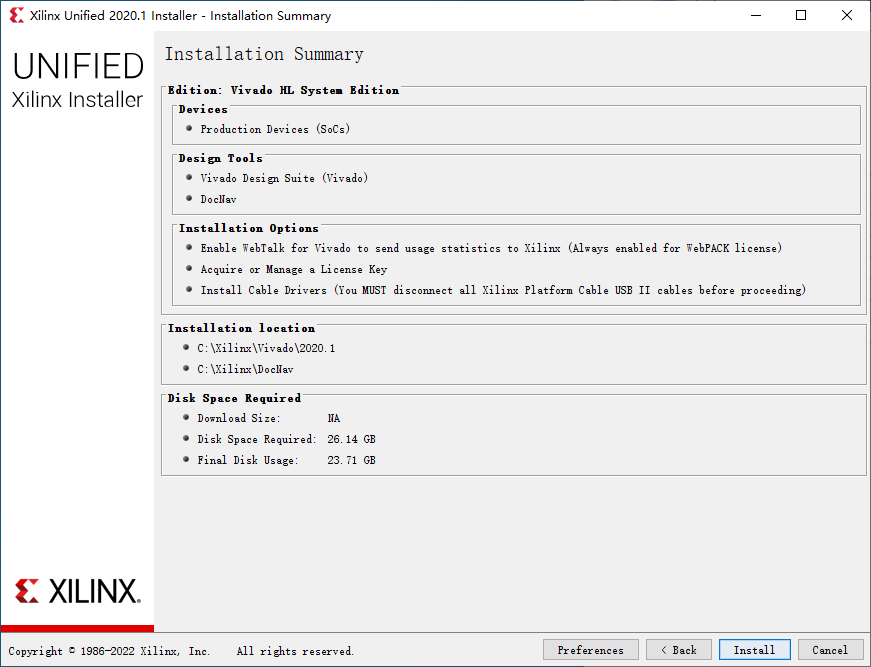 Xilinx Unified 2020.1 Installer - Installation Summary
UNIFIED
Xilinx Installer
Installation Summary
Edition: Vivado HL System Edition
Devices
Production Devices (SoCs)
Design Tools
Vivado Design Suite (Vivado)
DocNav
Installation Options
Enable WebTalk for Vivado to send usage statistics to Xilinx (Always enabled for WebPACK license)
Acquire or Manage a License Key
Install Cable Drivers (You MUST disconnect all Xilinx Platform Cable USB II cables before proceeding)
Installation location
C:\Xilinx\Vivado\2020.1
C:\Xilinx\DocNav
Disk Space Required
Download Size: NA
Disk Space Required: 26.14 GB
Final Disk Usage: 23.71 GB
XILINX.
Copyright © 1986-2022 Xilinx, Inc. All rights reserved.
Preferences < Back Install Cancel